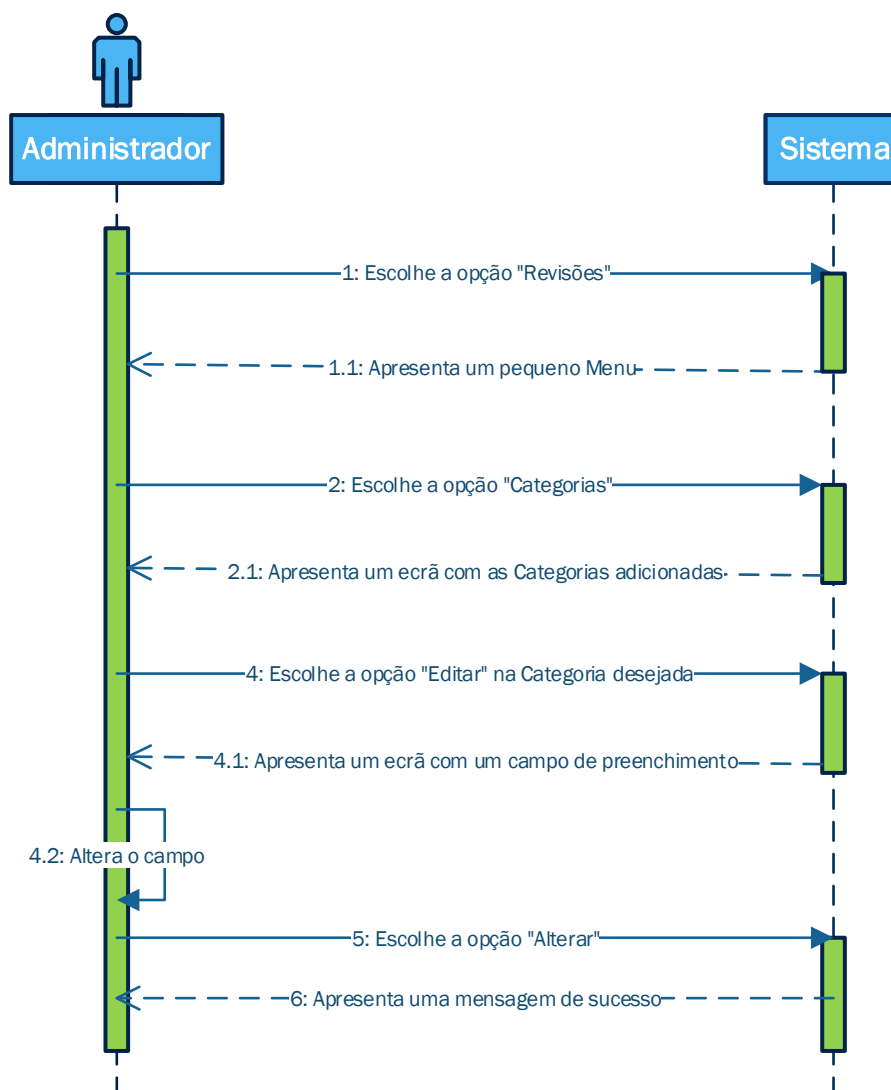 Administrador
Sistema
1: Escolhe a opção "Revisões"
1.1: Apresenta um pequeno Menu
2: Escolhe a opção "Categorias"
2.1: Apresenta um ecrã com as Categorias adicionadas
4: Escolhe a opção "Editar" na Categoria desejada
4.1: Apresenta um ecrã com um campo de preenchimento
4.2: Altera o campo
5: Escolhe a opção "Alterar"
6: Apresenta uma mensagem de sucesso